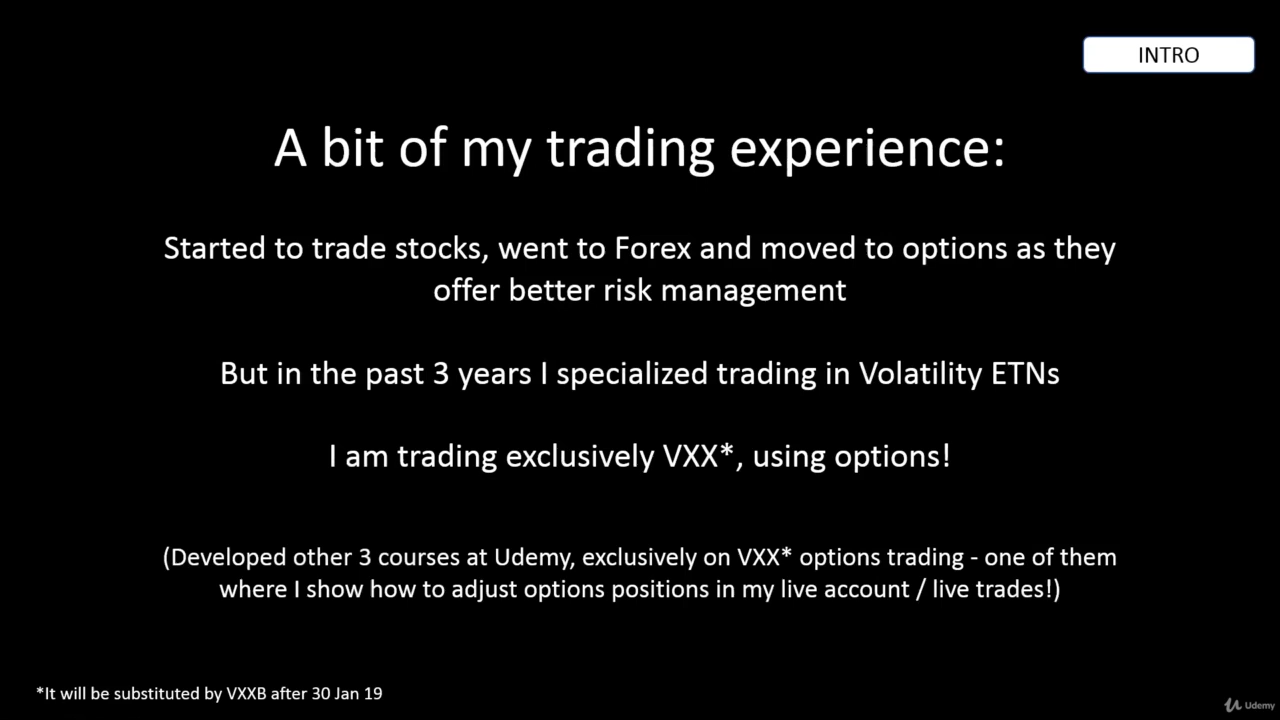 INTRO
A bit of my trading experience:
Started to trade stocks, went to Forex and moved to options as they
offer better risk management
But in the past 3 years I specialized trading in Volatility ETNs
I am trading exclusively VXX*, using options!
(Developed other 3 courses at Udemy, exclusively on VXX* options trading - one of them
where I show how to adjust options positions in my live account / live trades!)
*It will be substituted by VXXB after 30 Jan 19
Udemy